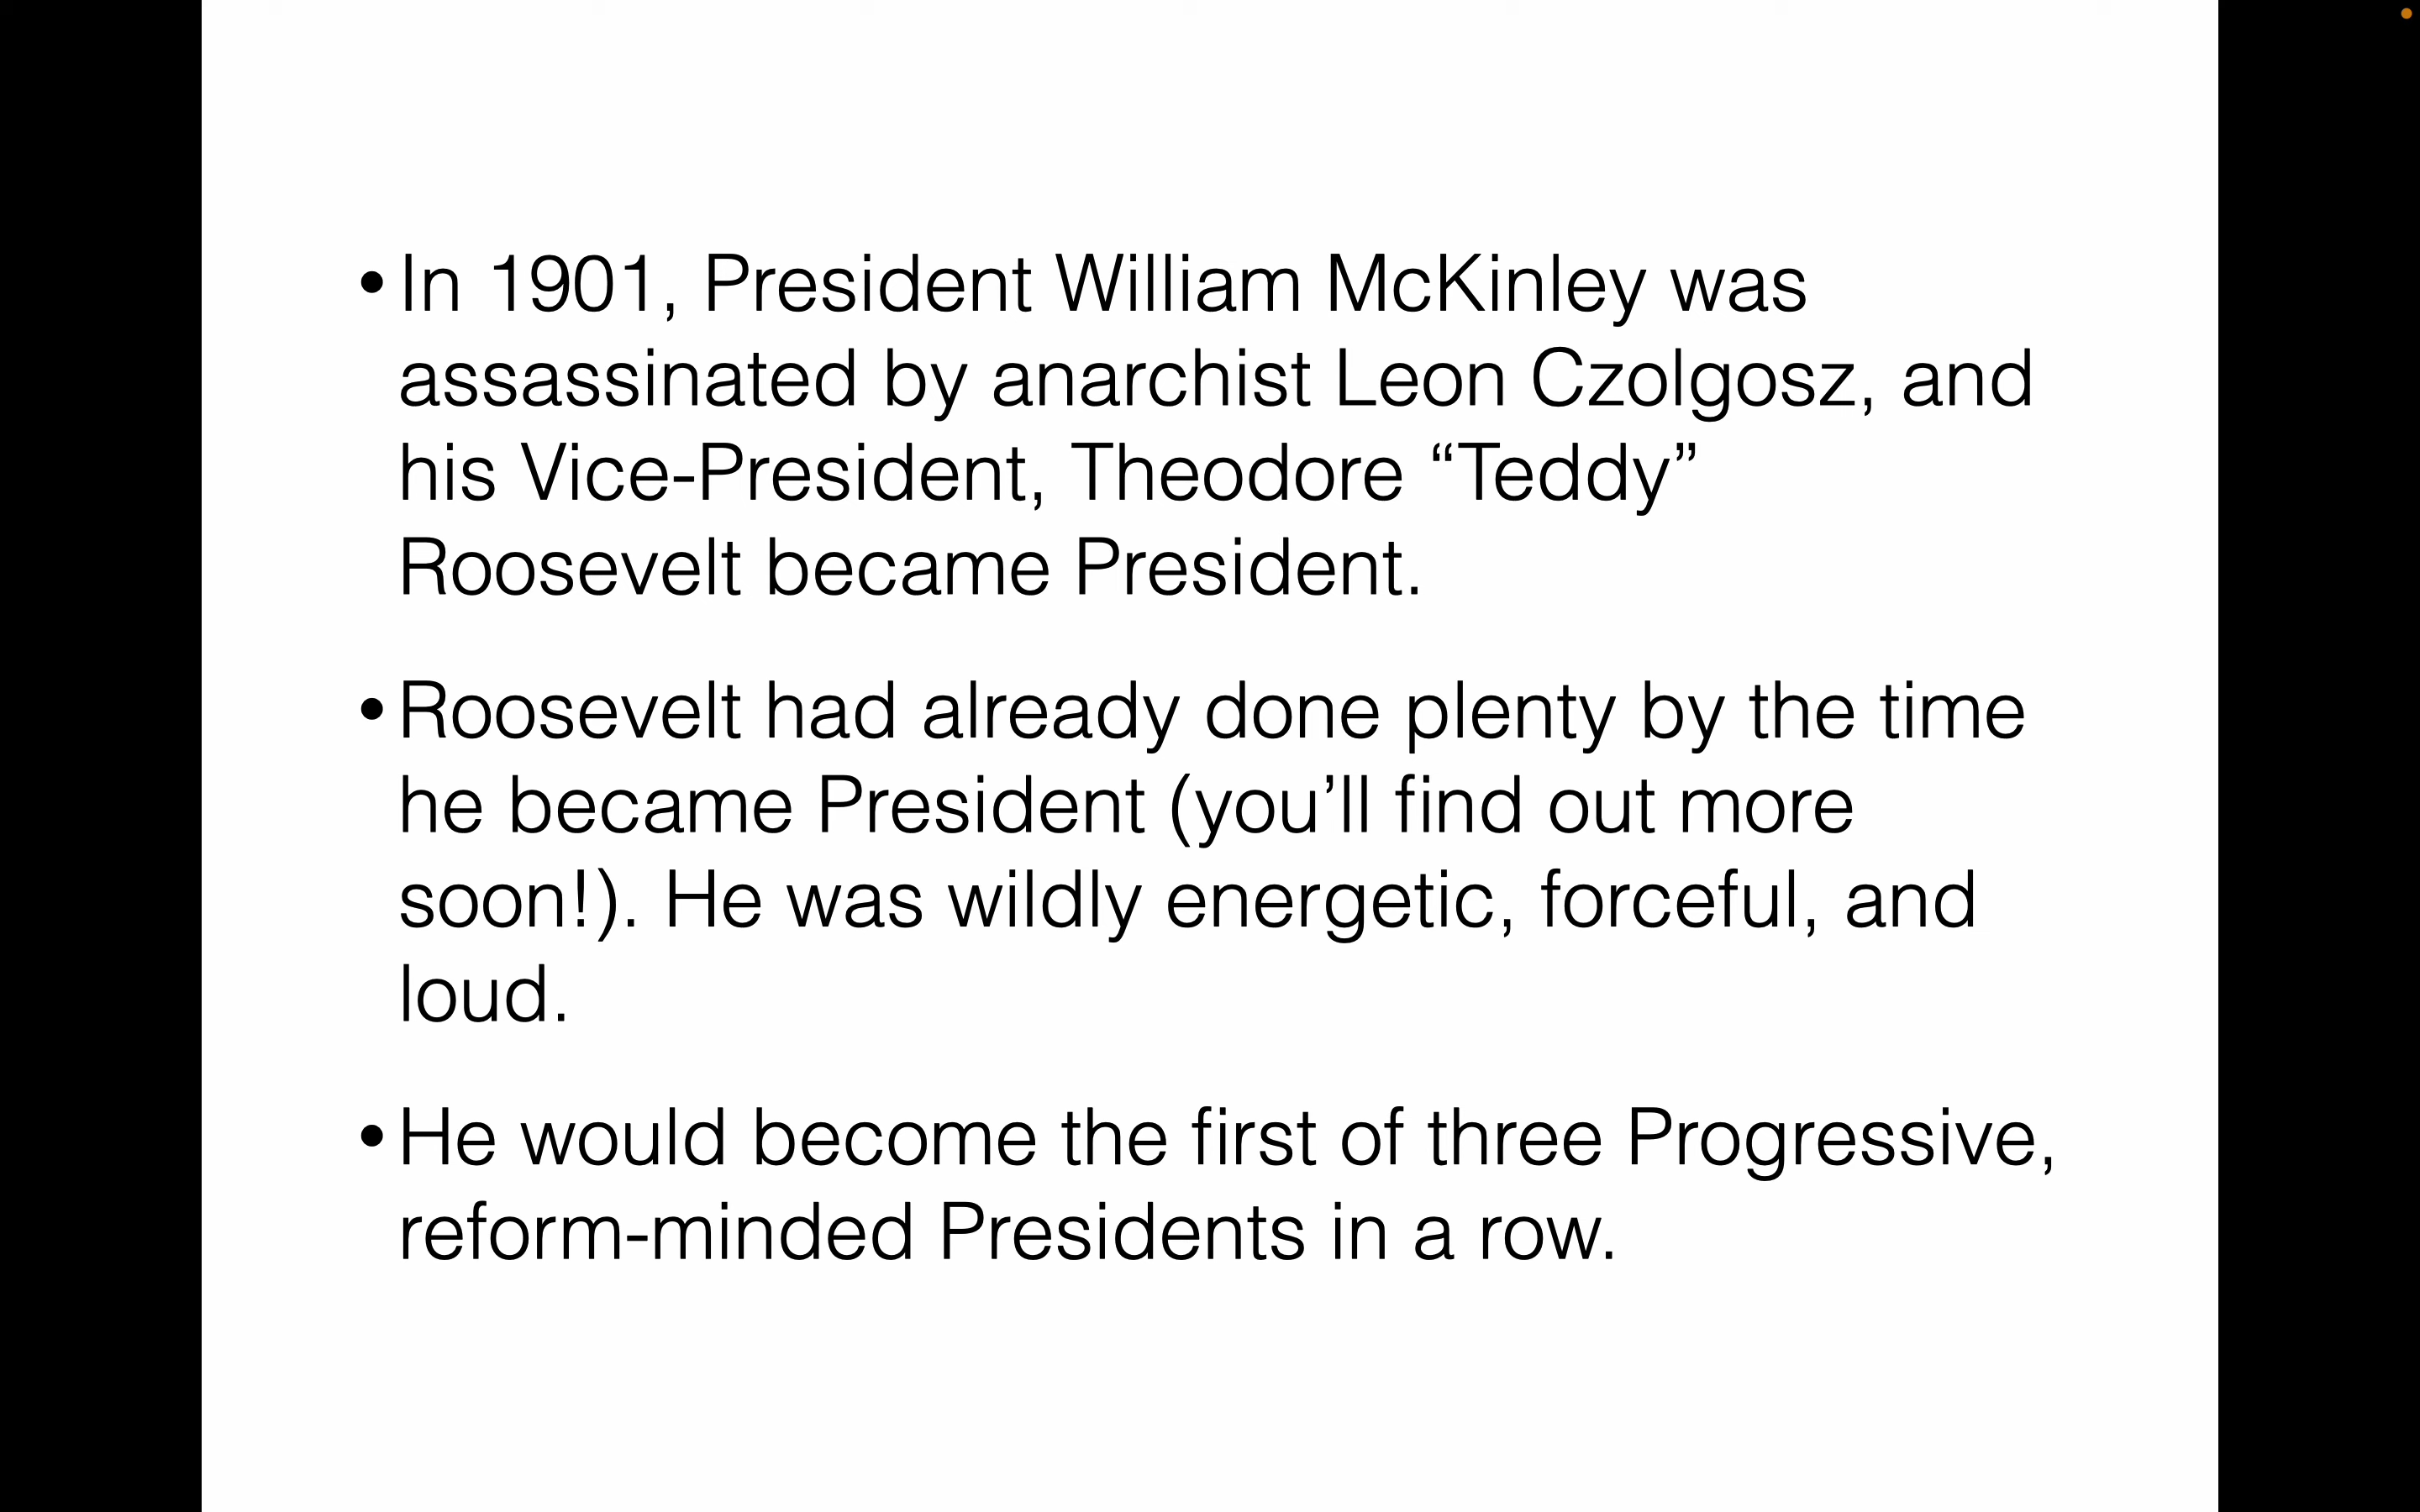 • In 1901, President William McKinley was
assassinated by anarchist Leon Czolgosz, and
his Vice-President, Theodore “Teddy”
Roosevelt became President.
• Roosevelt had already done plenty by the time
he became President (you’ll find out more
soon!). He was wildly energetic, forceful, and
loud.
• He would become the first of three Progressive,
reform-minded Presidents in a row.